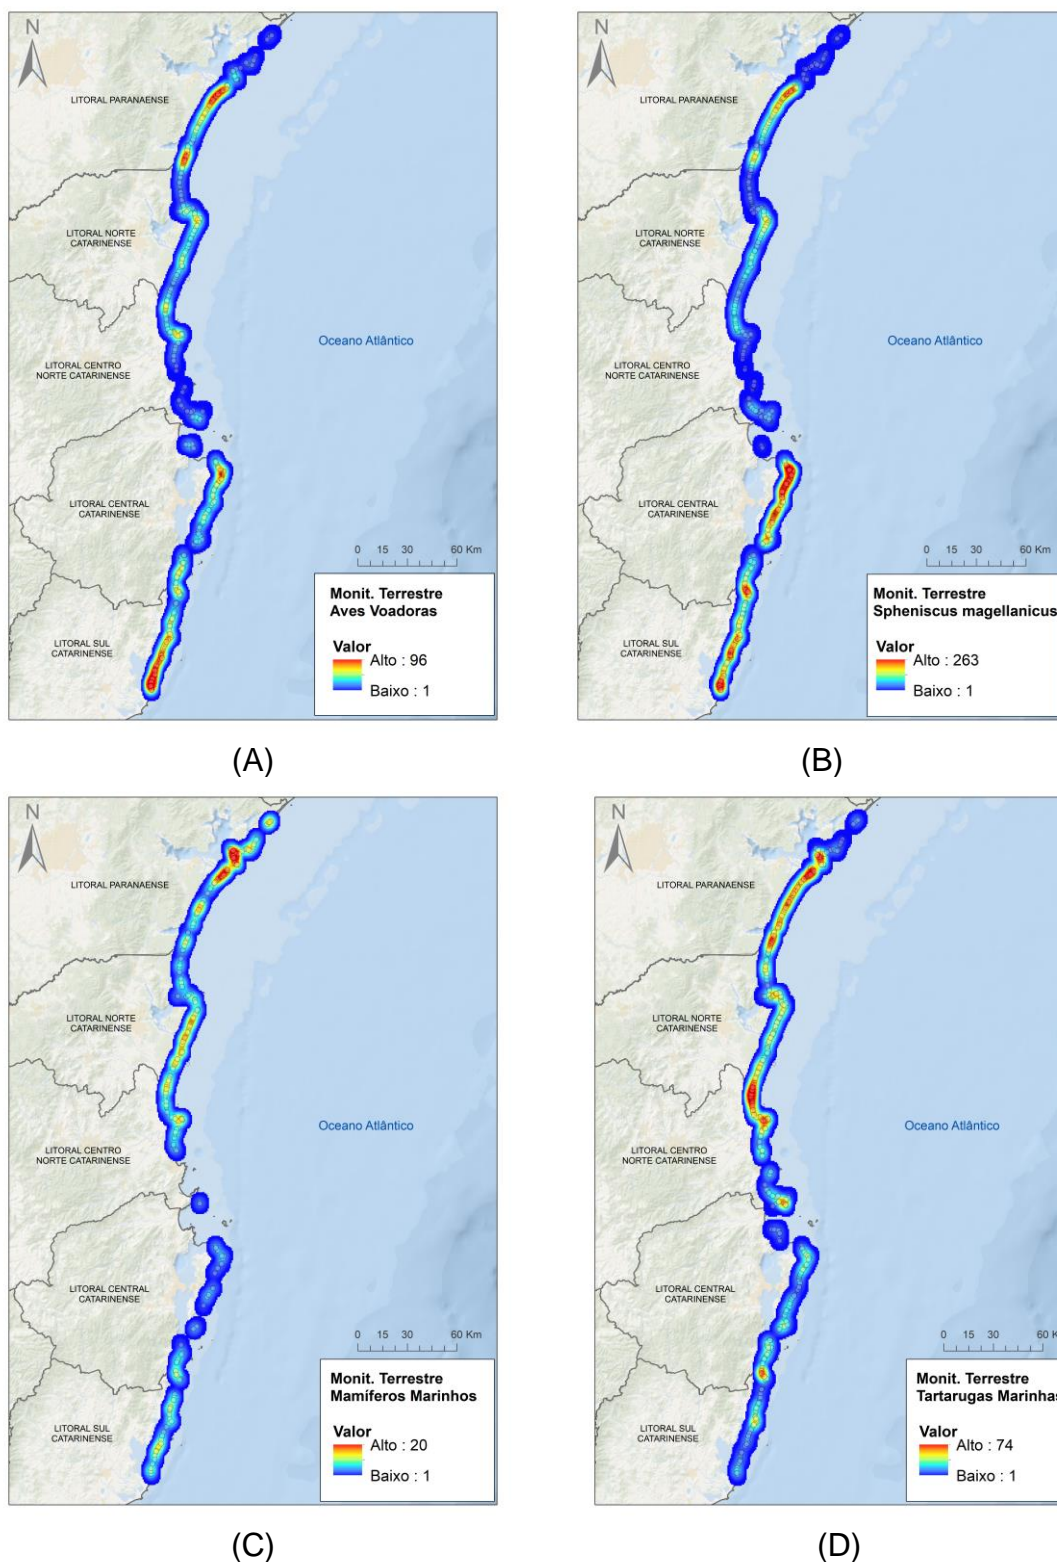 N
LITORAL PARANAENSE
LITORAL NORTE
CATARINENSE
Oceano Atlântico
LITORAL CENTRO
NORTE CATARINENSE
LITORAL CENTRAL
CATARINENSE
0 15 30 60 Km
LITORAL SUL
CATARINENSE
Monit. Terrestre
Aves Voadoras
Valor
Alto : 96
Baixo : 1
(A)
N
LITORAL PARANAENSE
LITORAL NORTE
CATARINENSE
Oceano Atlântico
LITORAL CENTRO
NORTE CATARINENSE
LITORAL CENTRAL
CATARINENSE
0 15 30 60 Km
LITORAL SUL
CATARINENSE
Monit. Terrestre
Spheniscus magellanicus
Valor
Alto : 263
Baixo : 1
(B)
N
LITORAL PARANAENSE
LITORAL NORTE
CATARINENSE
Oceano Atlântico
LITORAL CENTRO
NORTE CATARINENSE
LITORAL CENTRAL
CATARINENSE
0 15 30 60 Km
LITORAL SUL
CATARINENSE
Monit. Terrestre
Mamíferos Marinhos
Valor
Alto : 20
Baixo : 1
(C)
N
LITORAL PARANAENSE
LITORAL NORTE
CATARINENSE
Oceano Atlântico
LITORAL CENTRO
NORTE CATARINENSE
LITORAL CENTRAL
CATARINENSE
0 15 30 60 K
LITORAL SUL
CATARINENSE
Monit. Terrestre
Tartarugas Marinhas
Valor
Alto : 74
Baixo : 1
(D)